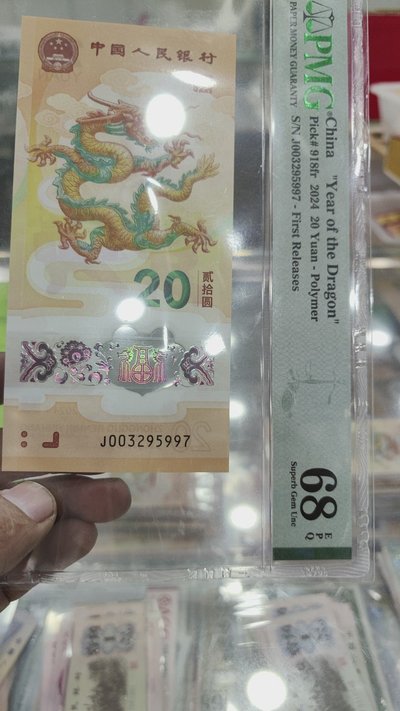 中国人民银行
20
贰拾圆
J003295997
PMG
PAPER MONEY GUARANTY
China "Year of the Dragon"
Pick# 918fr 2024 20 Yuan - Polymer
S/N J003295997 - First Releases
68 EPQ
Superb Gem Unc